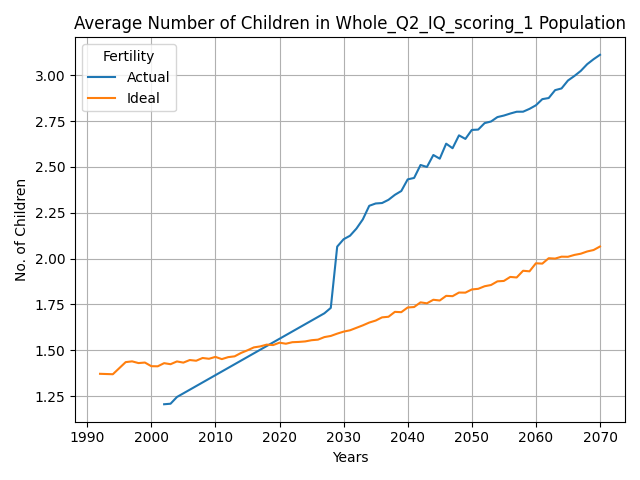 Average Number of Children in Whole_Q2_IQ_scoring_1 Population
Fertility
Actual
Ideal
No. of Children
3.00
2.75
2.50
2.25
2.00
1.75
1.50
1.25
1990 2000 2010 2020 2030 2040 2050 2060 2070
Years